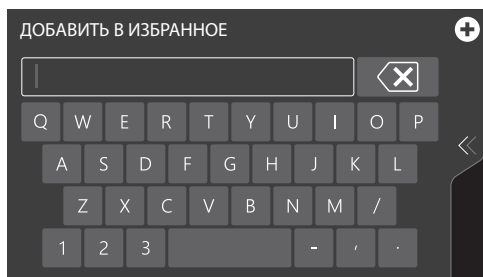 ДОБАВИТЬ В ИЗБРАННОЕ
Q W E R T Y U I O P
A S D F G H J K L
Z X C V B N M /
1 2 3 - , .